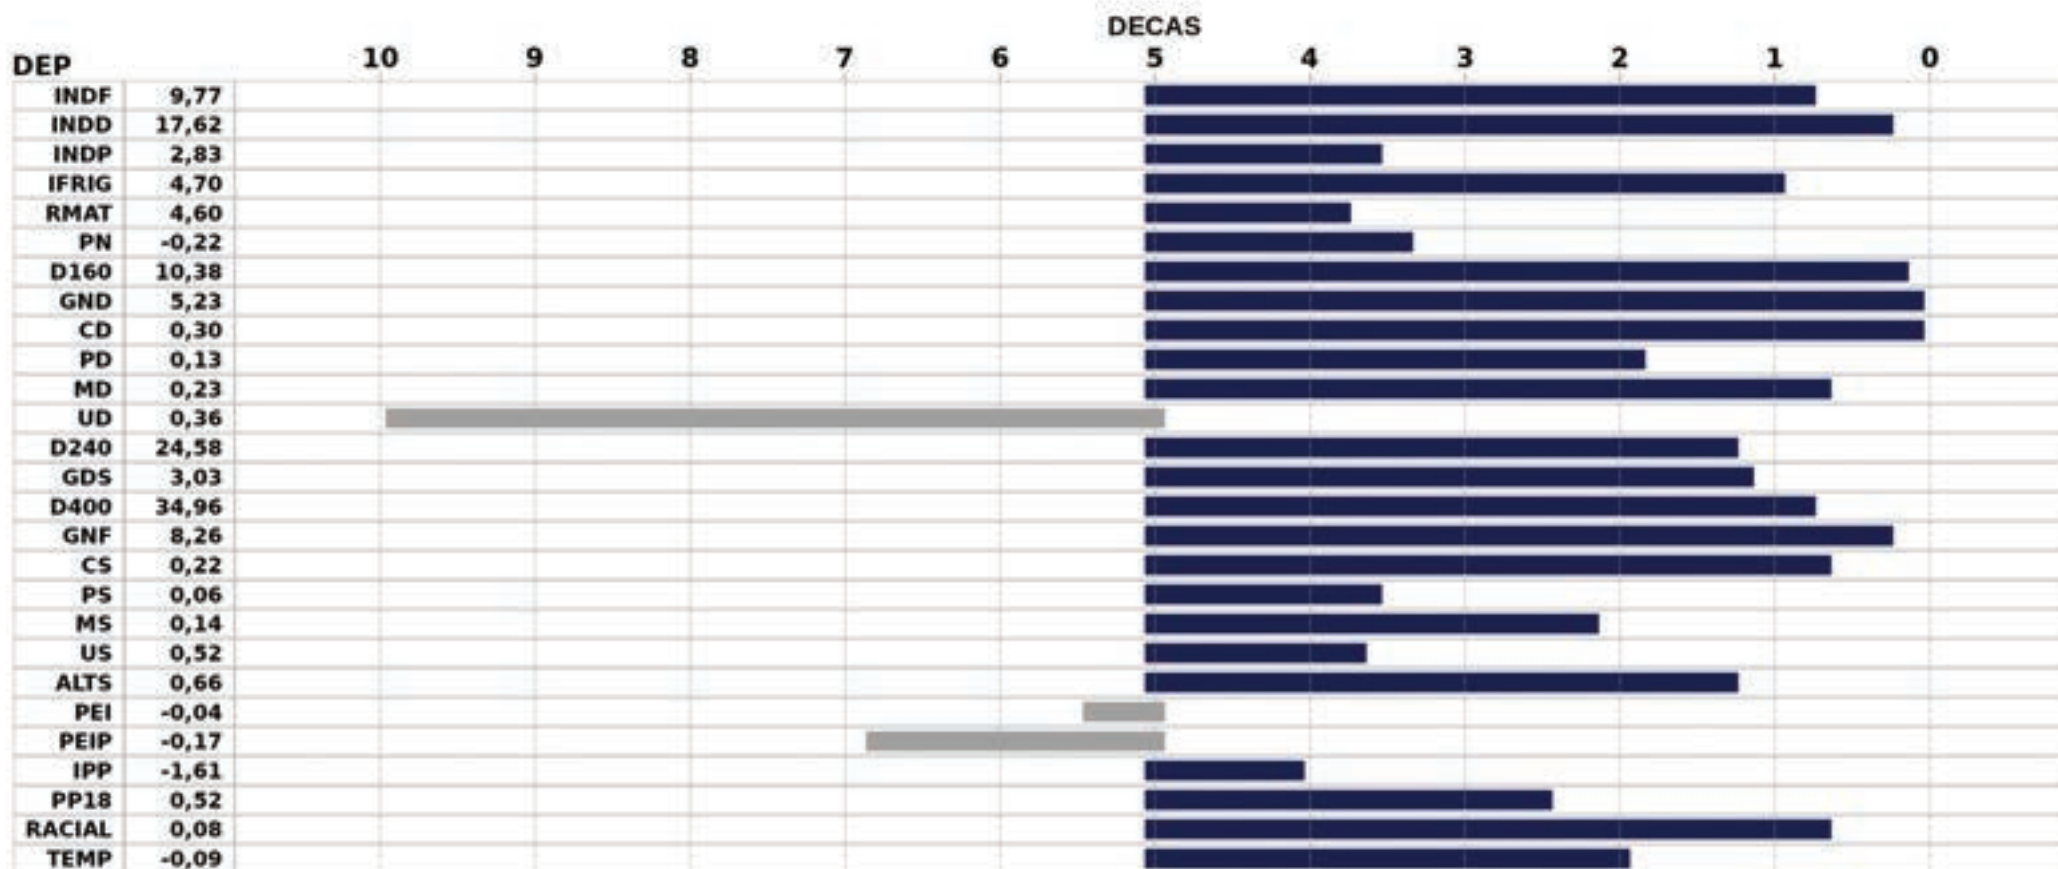 DECAS
DEP 10 9 8 7 6 5 4 3 2 1 0
INDF 9,77
INDD 17,62
INDP 2,83
IFRIG 4,70
RMAT 4,60
PN -0,22
D160 10,38
GND 5,23
CD 0,30
PD 0,13
MD 0,23
UD 0,36
D240 24,58
GDS 3,03
D400 34,96
GNF 8,26
CS 0,22
PS 0,06
MS 0,14
US 0,52
ALTS 0,66
PEI -0,04
PEIP -0,17
IPP -1,61
PP18 0,52
RACIAL 0,08
TEMP -0,09